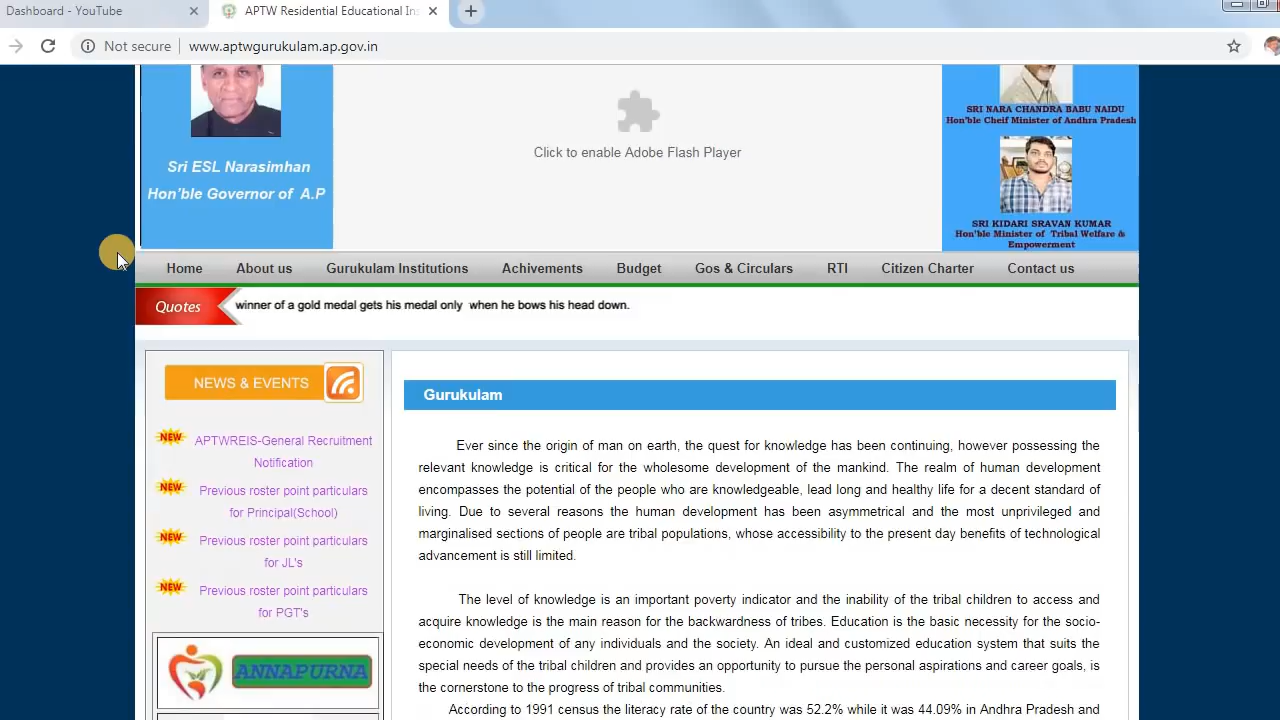 Dashboard - YouTube
APTW Residential Educational Ins
Not secure
www.aptwgurukulam.ap.gov.in
Sri ESL Narasimhan
Hon'ble Governor of A.P
Click to enable Adobe Flash Player
SRI NARA CHANDRA BABU NAIDU
Hon'ble Cheif Minister of Andhra Pradesh
SRI KIDARI SRAVAN KUMAR
Hon'ble Minister of Tribal Welfare &
Empowerment
Home About us Gurukulam Institutions Achivements Budget Gos & Circulars RTI Citizen Charter Contact us
Quotes winner of a gold medal gets his medal only when he bows his head down.
NEWS & EVENTS
NEW APTWREIS-General Recruitment
Notification
NEW Previous roster point particulars
for Principal(School)
NEW Previous roster point particulars
for JL's
NEW Previous roster point particulars
for PGT's
ANNAPURNA
Gurukulam
Ever since the origin of man on earth, the quest for knowledge has been continuing, however possessing the
relevant knowledge is critical for the wholesome development of the mankind. The realm of human development
encompasses the potential of the people who are knowledgeable, lead long and healthy life for a decent standard of
living. Due to several reasons the human development has been asymmetrical and the most unprivileged and
marginalised sections of people are tribal populations, whose accessibility to the present day benefits of technological
advancement is still limited.
The level of knowledge is an important poverty indicator and the inability of the tribal children to access and
acquire knowledge is the main reason for the backwardness of tribes. Education is the basic necessity for the socio-
economic development of any individuals and the society. An ideal and customized education system that suits the
special needs of the tribal children and provides an opportunity to pursue the personal aspirations and career goals, is
the cornerstone to the progress of tribal communities.
According to 1991 census the literacy rate of the country was 52.2% while it was 44.09% in Andhra Pradesh and